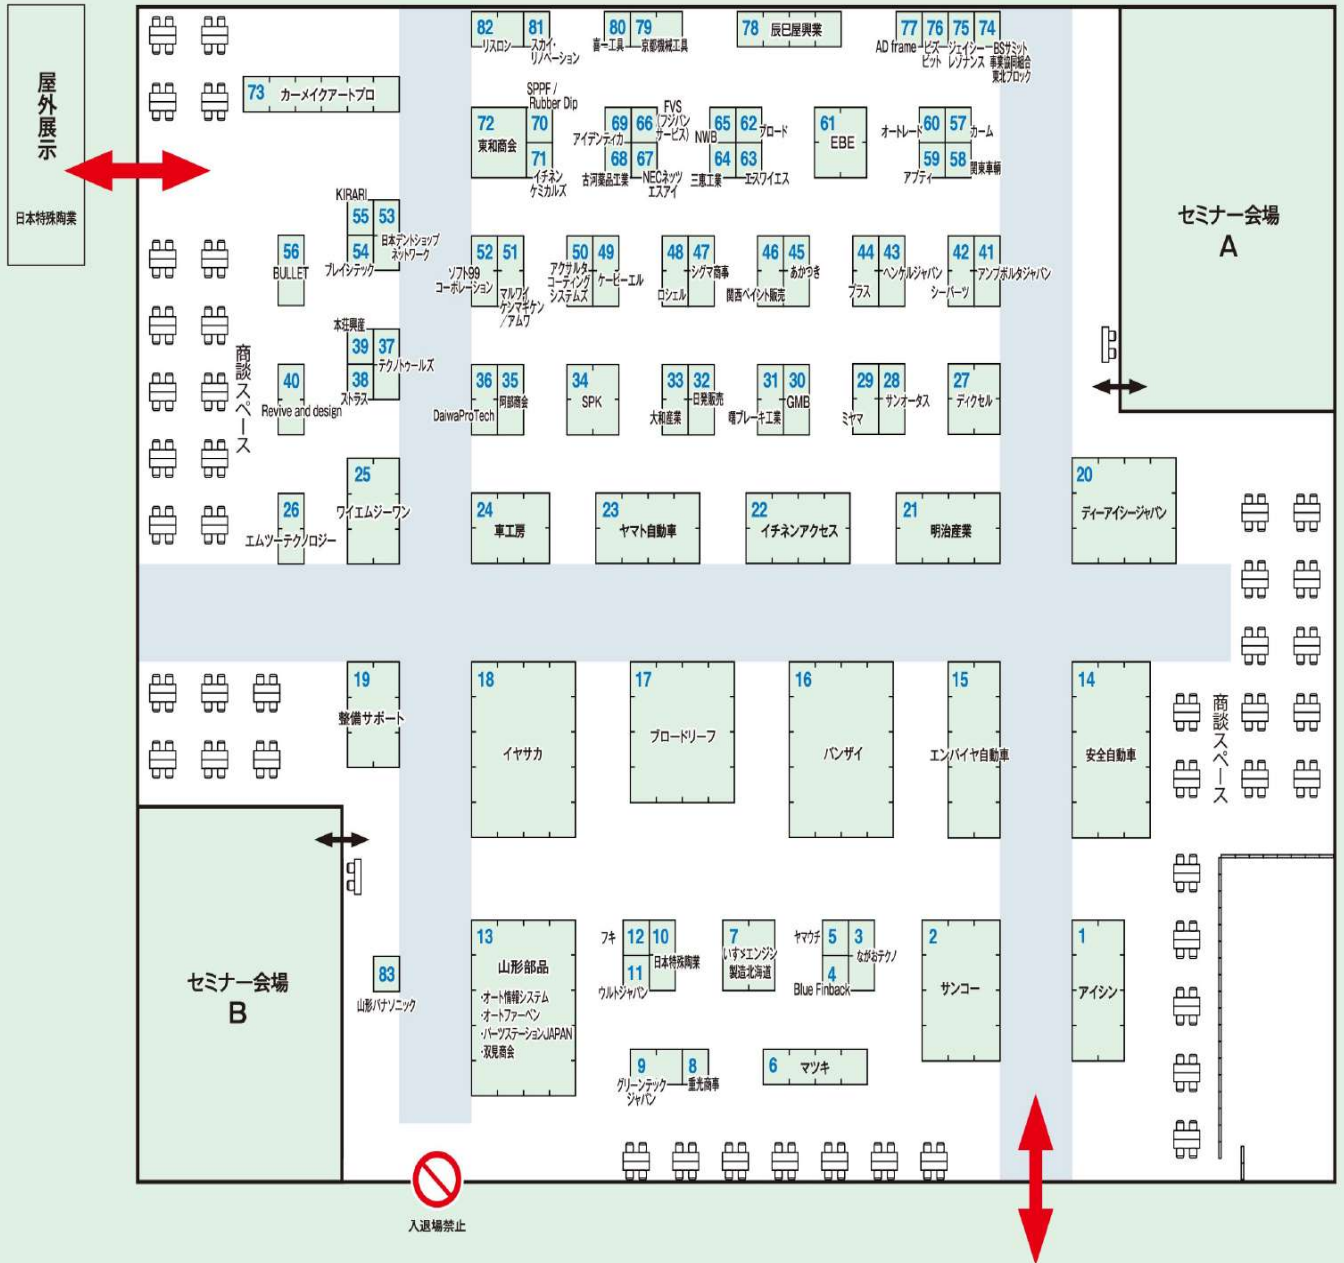 屋外展示
日本特殊陶業
82
リスロン
81
スカイ・
リノベーション
80
喜一工具
79
京都機械工具
78
辰巳屋興業
77
AD frame
76
ビズ
ピット
75
ジェイシー
レゾナンス
74
BSサミット
事業協同組合
東北ブロック
73
カーメイクアートプロ
72
東和商会
SPPF /
Rubber Dip
70
71
イチネン
ケミカルズ
69
アイデンティカ
66
FVS
(フジバン
サービス)
68
古河薬品工業
67
NECネッツ
エスアイ
65
NWB
62
ブロード
64
三恵工業
63
エスワイエス
61
EBE
60
オートレード
57
カーム
59
アプティ
58
関東車輌
セミナー会場
A
KIRARI
55
53
日本デントショップ
ネットワーク
54
ブレイシテック
56
BULLET
52
ソフト99
コーポレーション
51
マルワイ
ケンマギケン
／アムワ
50
アクサルタ
コーティング
システムズ
49
ケービーエル
48
ロシェル
47
シグマ商事
46
関西ペイント販売
45
あかつき
44
プラス
43
ヘンケルジャパン
42
シーパーツ
41
アンプボルタジャパン
商談スペース
本荘興産
39
37
テクノトゥールズ
38
ストラス
40
Revive and design
36
DaiwaProTech
35
阿部商会
34
SPK
33
大和産業
32
日発販売
31
曙ブレーキ工業
30
GMB
29
ミヤマ
28
サンオータス
27
ディクセル
26
エムツーテクノロジー
25
ワイエムジーワン
24
車工房
23
ヤマト自動車
22
イチネンアクセス
21
明治産業
20
ディーアイシージャパン
19
整備サポート
18
イヤサカ
17
ブロードリーフ
16
バンザイ
15
エンパイヤ自動車
14
安全自動車
商談スペース
セミナー会場
B
83
山形パナソニック
13
山形部品
・オート情報システム
・オートファーベン
・パーツステーションJAPAN
・双見商会
フキ
12
10
日本特殊陶業
11
ウルトジャパン
7
いすゞエンジン
製造北海道
ヤマウチ
5
3
ながおテクノ
4
Blue Finback
2
サンコー
1
アイシン
9
グリーンテック
ジャパン
8
重光商事
6
マツキ
入退場禁止